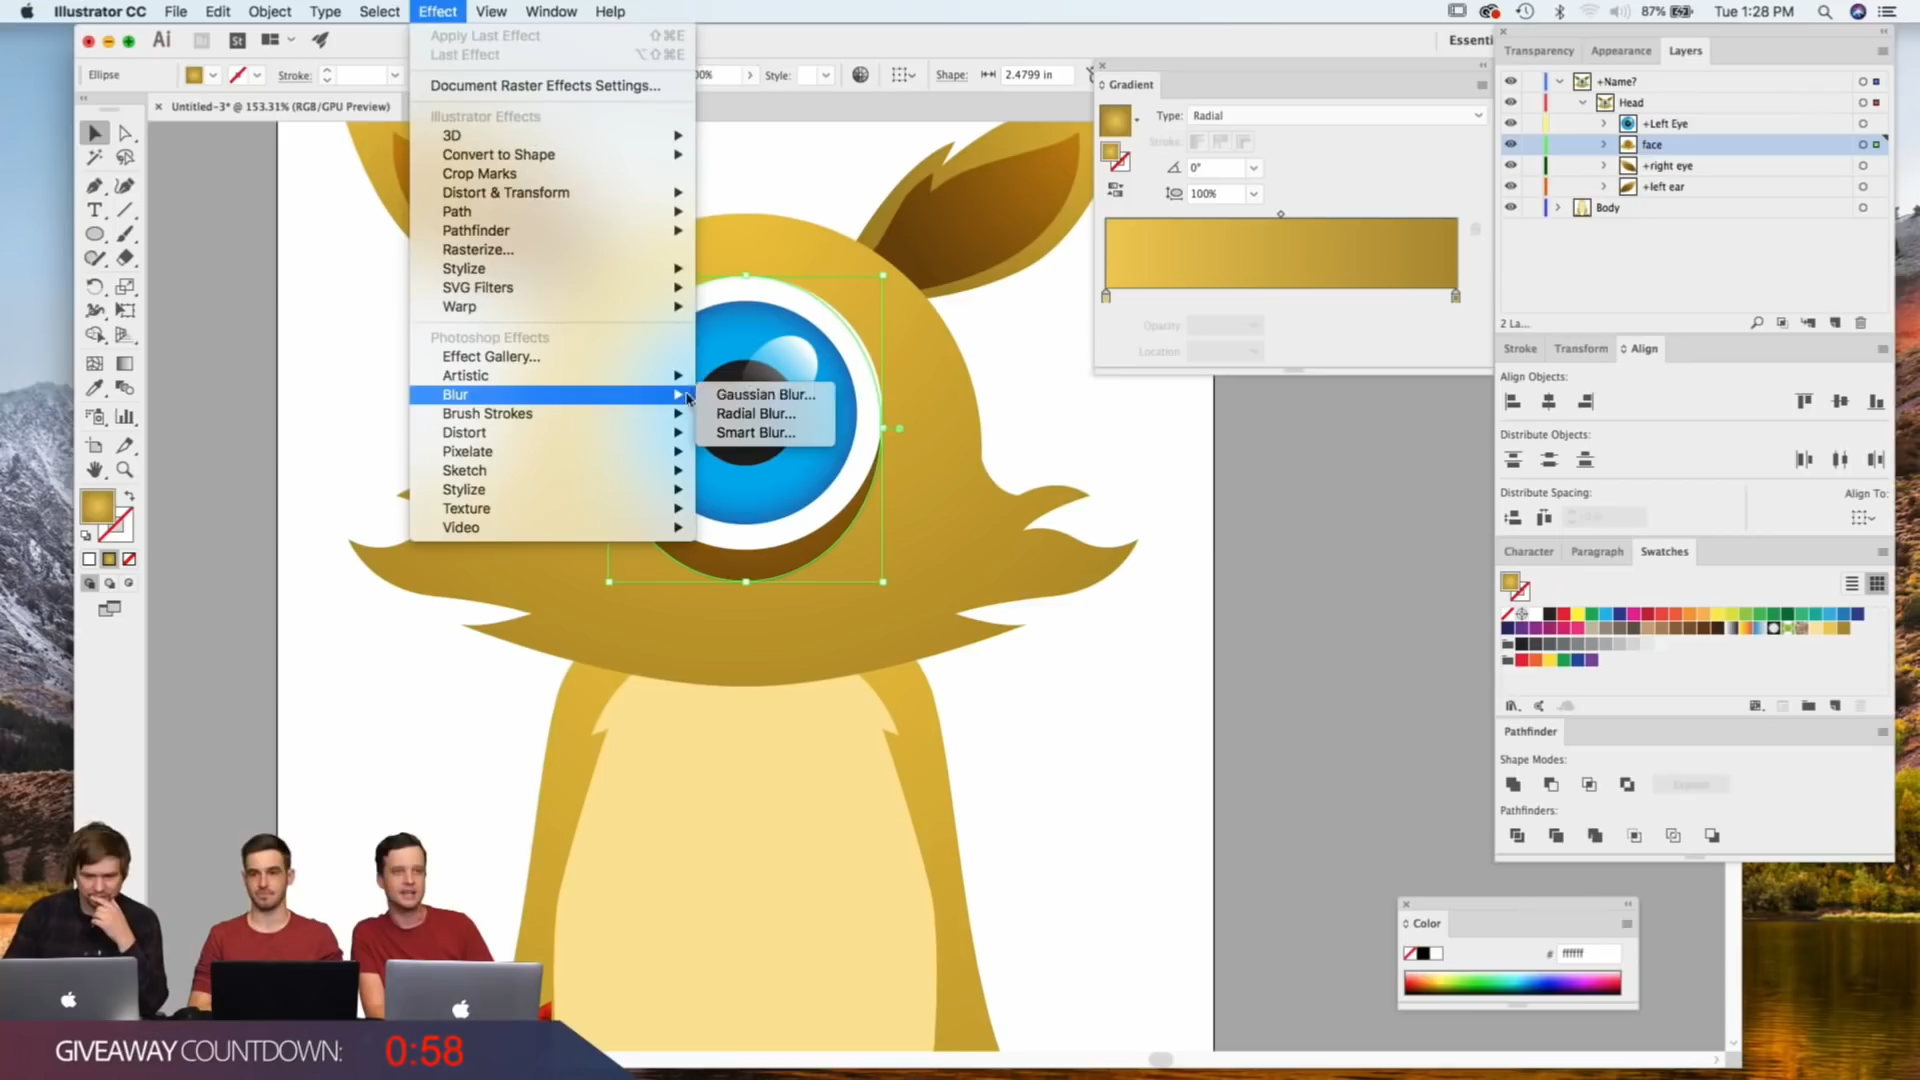 Illustrator CC File Edit Object Type Select Effect View Window Help
87% Tue 1:28 PM
Ai Br St
Essenti
Ellipse Stroke: 00% Style: Shape: 2.4799 in
Untitled-3* @ 153.31% (RGB/GPU Preview)
Apply Last Effect ⇧⌘E
Last Effect ⌥⇧⌘E
Document Raster Effects Settings...
Illustrator Effects
3D
Convert to Shape
Crop Marks
Distort & Transform
Path
Pathfinder
Rasterize...
Stylize
SVG Filters
Warp
Photoshop Effects
Effect Gallery...
Artistic
Blur
Brush Strokes
Distort
Pixelate
Sketch
Stylize
Texture
Video
Gaussian Blur...
Radial Blur...
Smart Blur...
Gradient
Type: Radial
Stroke:
0°
100%
Opacity:
Location:
Transparency Appearance Layers
+Name?
Head
+Left Eye
face
+right eye
+left ear
Body
2 La...
Stroke Transform Align
Align Objects:
Distribute Objects:
Distribute Spacing: Align To:
Character Paragraph Swatches
Pathfinder
Shape Modes:
Expand
Pathfinders:
Color
# ffffff
GIVEAWAY COUNTDOWN: 0:58